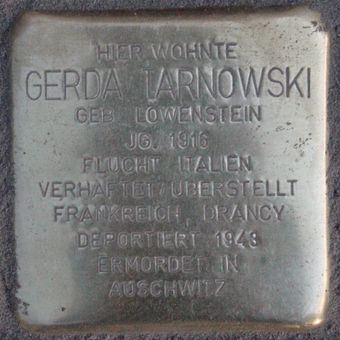 HIER WOHNTE
GERDA TARNOWSKI
GEB. LÖWENSTEIN
JG. 1916
FLUCHT ITALIEN
VERHAFTET/ÜBERSTELLT
FRANKREICH, DRANCY
DEPORTIERT 1943
ERMORDET IN
AUSCHWITZ